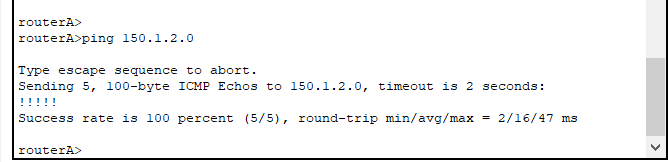 routerA>
routerA>ping 150.1.2.0
Type escape sequence to abort.
Sending 5, 100-byte ICMP Echos to 150.1.2.0, timeout is 2 seconds:
!!!!!
Success rate is 100 percent (5/5), round-trip min/avg/max = 2/16/47 ms
routerA>